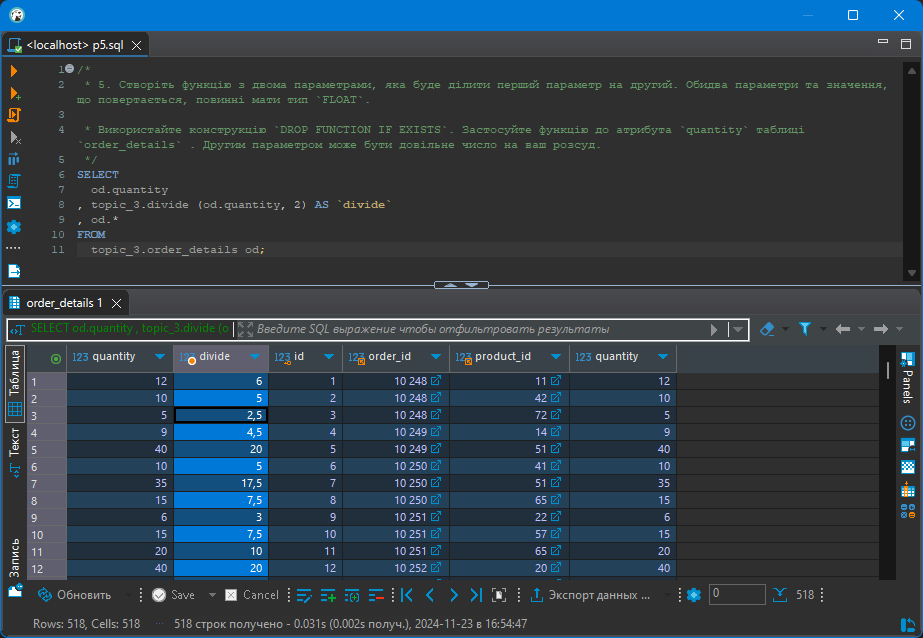 <localhost> p5.sql
1 /*
2 * 5. Створіть функцію з двома параметрами, яка буде ділити перший параметр на другий. Обидва параметри та значення,
що повертається, повинні мати тип `FLOAT`.
3
4 * Використайте конструкцію `DROP FUNCTION IF EXISTS`. Застосуйте функцію до атрибута `quantity` таблиці
`order_details` . Другим параметром може бути довільне число на ваш розсуд.
5 */
6 SELECT
7 od.quantity
8 , topic_3.divide (od.quantity, 2) AS `divide`
9 , od.*
10 FROM
11 topic_3.order_details od;
order_details 1
SELECT od.quantity , topic_3.divide (o
Введите SQL выражение чтобы отфильтровать результаты
Таблица
Текст
Запись
Panels
123 quantity 123 divide 123 id 123 order_id 123 product_id 123 quantity
1 12 6 1 10 248 11 12
2 10 5 2 10 248 42 10
3 5 2,5 3 10 248 72 5
4 9 4,5 4 10 249 14 9
5 40 20 5 10 249 51 40
6 10 5 6 10 250 41 10
7 35 17,5 7 10 250 51 35
8 15 7,5 8 10 250 65 15
9 6 3 9 10 251 22 6
10 15 7,5 10 10 251 57 15
11 20 10 11 10 251 65 20
12 40 20 12 10 252 20 40
Обновить Save Cancel Экспорт данных ... 0 518
Rows: 518, Cells: 518 518 строк получено - 0.031s (0.002s получ.), 2024-11-23 в 16:54:47